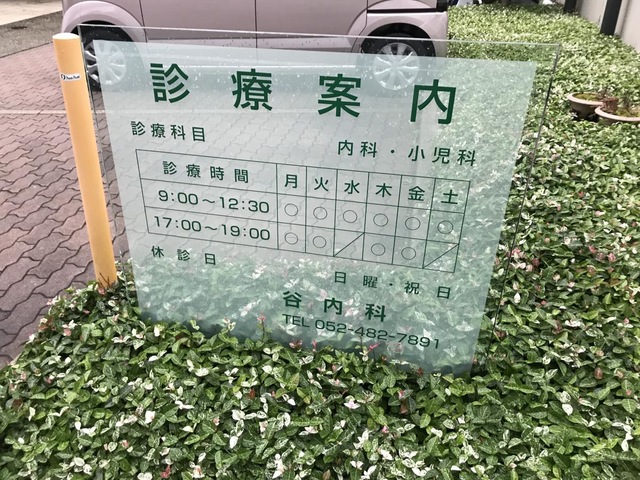 診療案内
診療科目 内科・小児科
診療時間 月 火 水 木 金 土
9:00～12:30 ○ ○ ○ ○ ○ ○
17:00～19:00 ○ ○ ／ ○ ○ ／
休診日 日曜・祝日
谷内科
TEL 052-482-7891